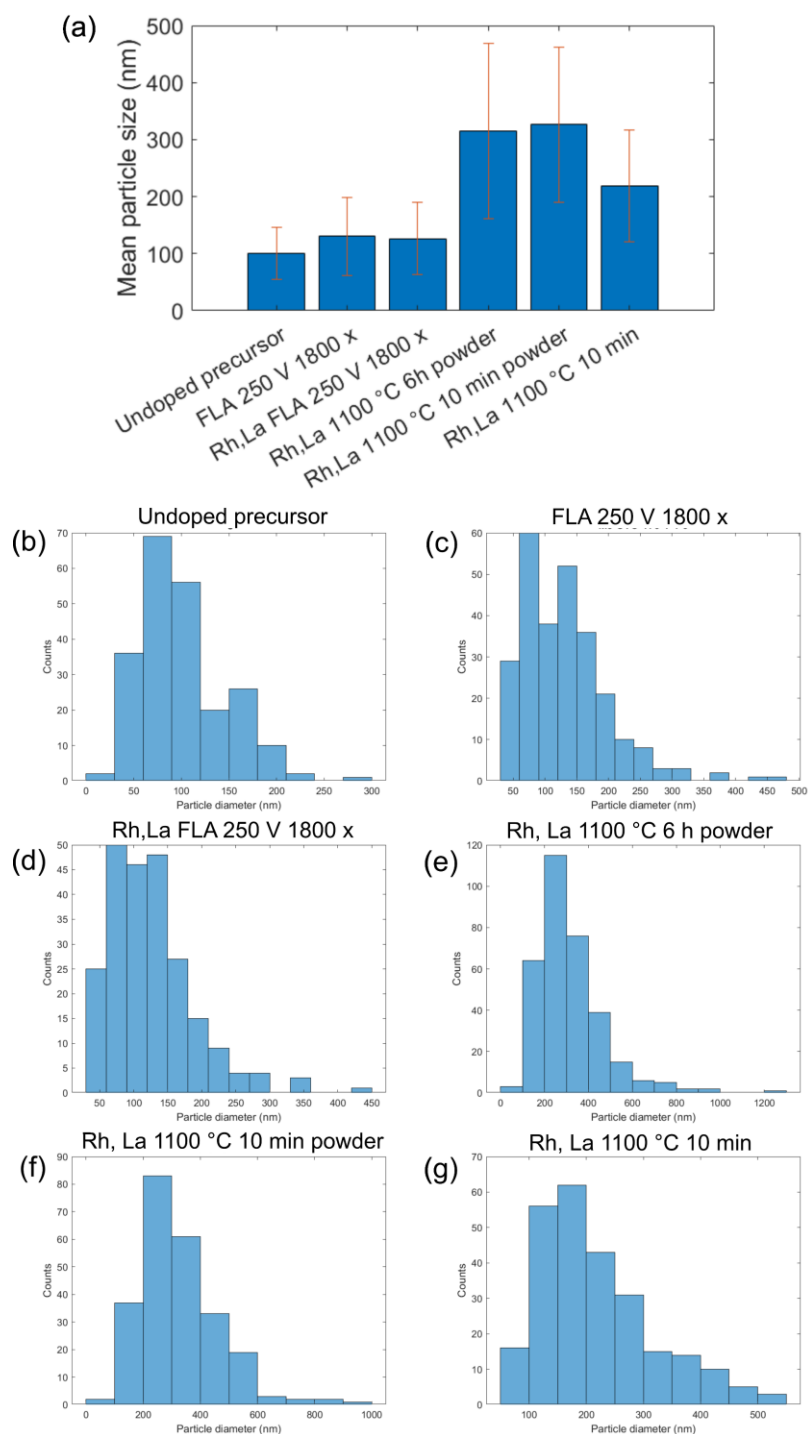 (a)
Mean particle size (nm)
500
400
300
200
100
0
Undoped precursor
FLA 250 V 1800 x
Rh,La FLA 250 V 1800 x
Rh,La 1100 °C 6h powder
Rh,La 1100 °C 10 min powder
Rh,La 1100 °C 10 min
(b)
Undoped precursor
70
60
50
40
30
20
10
0
Counts
0 50 100 150 200 250 300
Particle diameter (nm)
(c)
FLA 250 V 1800 x
60
50
40
30
20
10
0
Counts
50 100 150 200 250 300 350 400 450 500
Particle diameter (nm)
(d)
Rh,La FLA 250 V 1800 x
50
45
40
35
30
25
20
15
10
5
0
Counts
50 100 150 200 250 300 350 400 450
Particle diameter (nm)
(e)
Rh, La 1100 °C 6 h powder
120
100
80
60
40
20
0
Counts
0 200 400 600 800 1000 1200
Particle diameter (nm)
(f)
Rh, La 1100 °C 10 min powder
90
80
70
60
50
40
30
20
10
0
Counts
0 200 400 600 800 1000
Particle diameter (nm)
(g)
Rh, La 1100 °C 10 min
70
60
50
40
30
20
10
0
Counts
100 200 300 400 500
Particle diameter (nm)